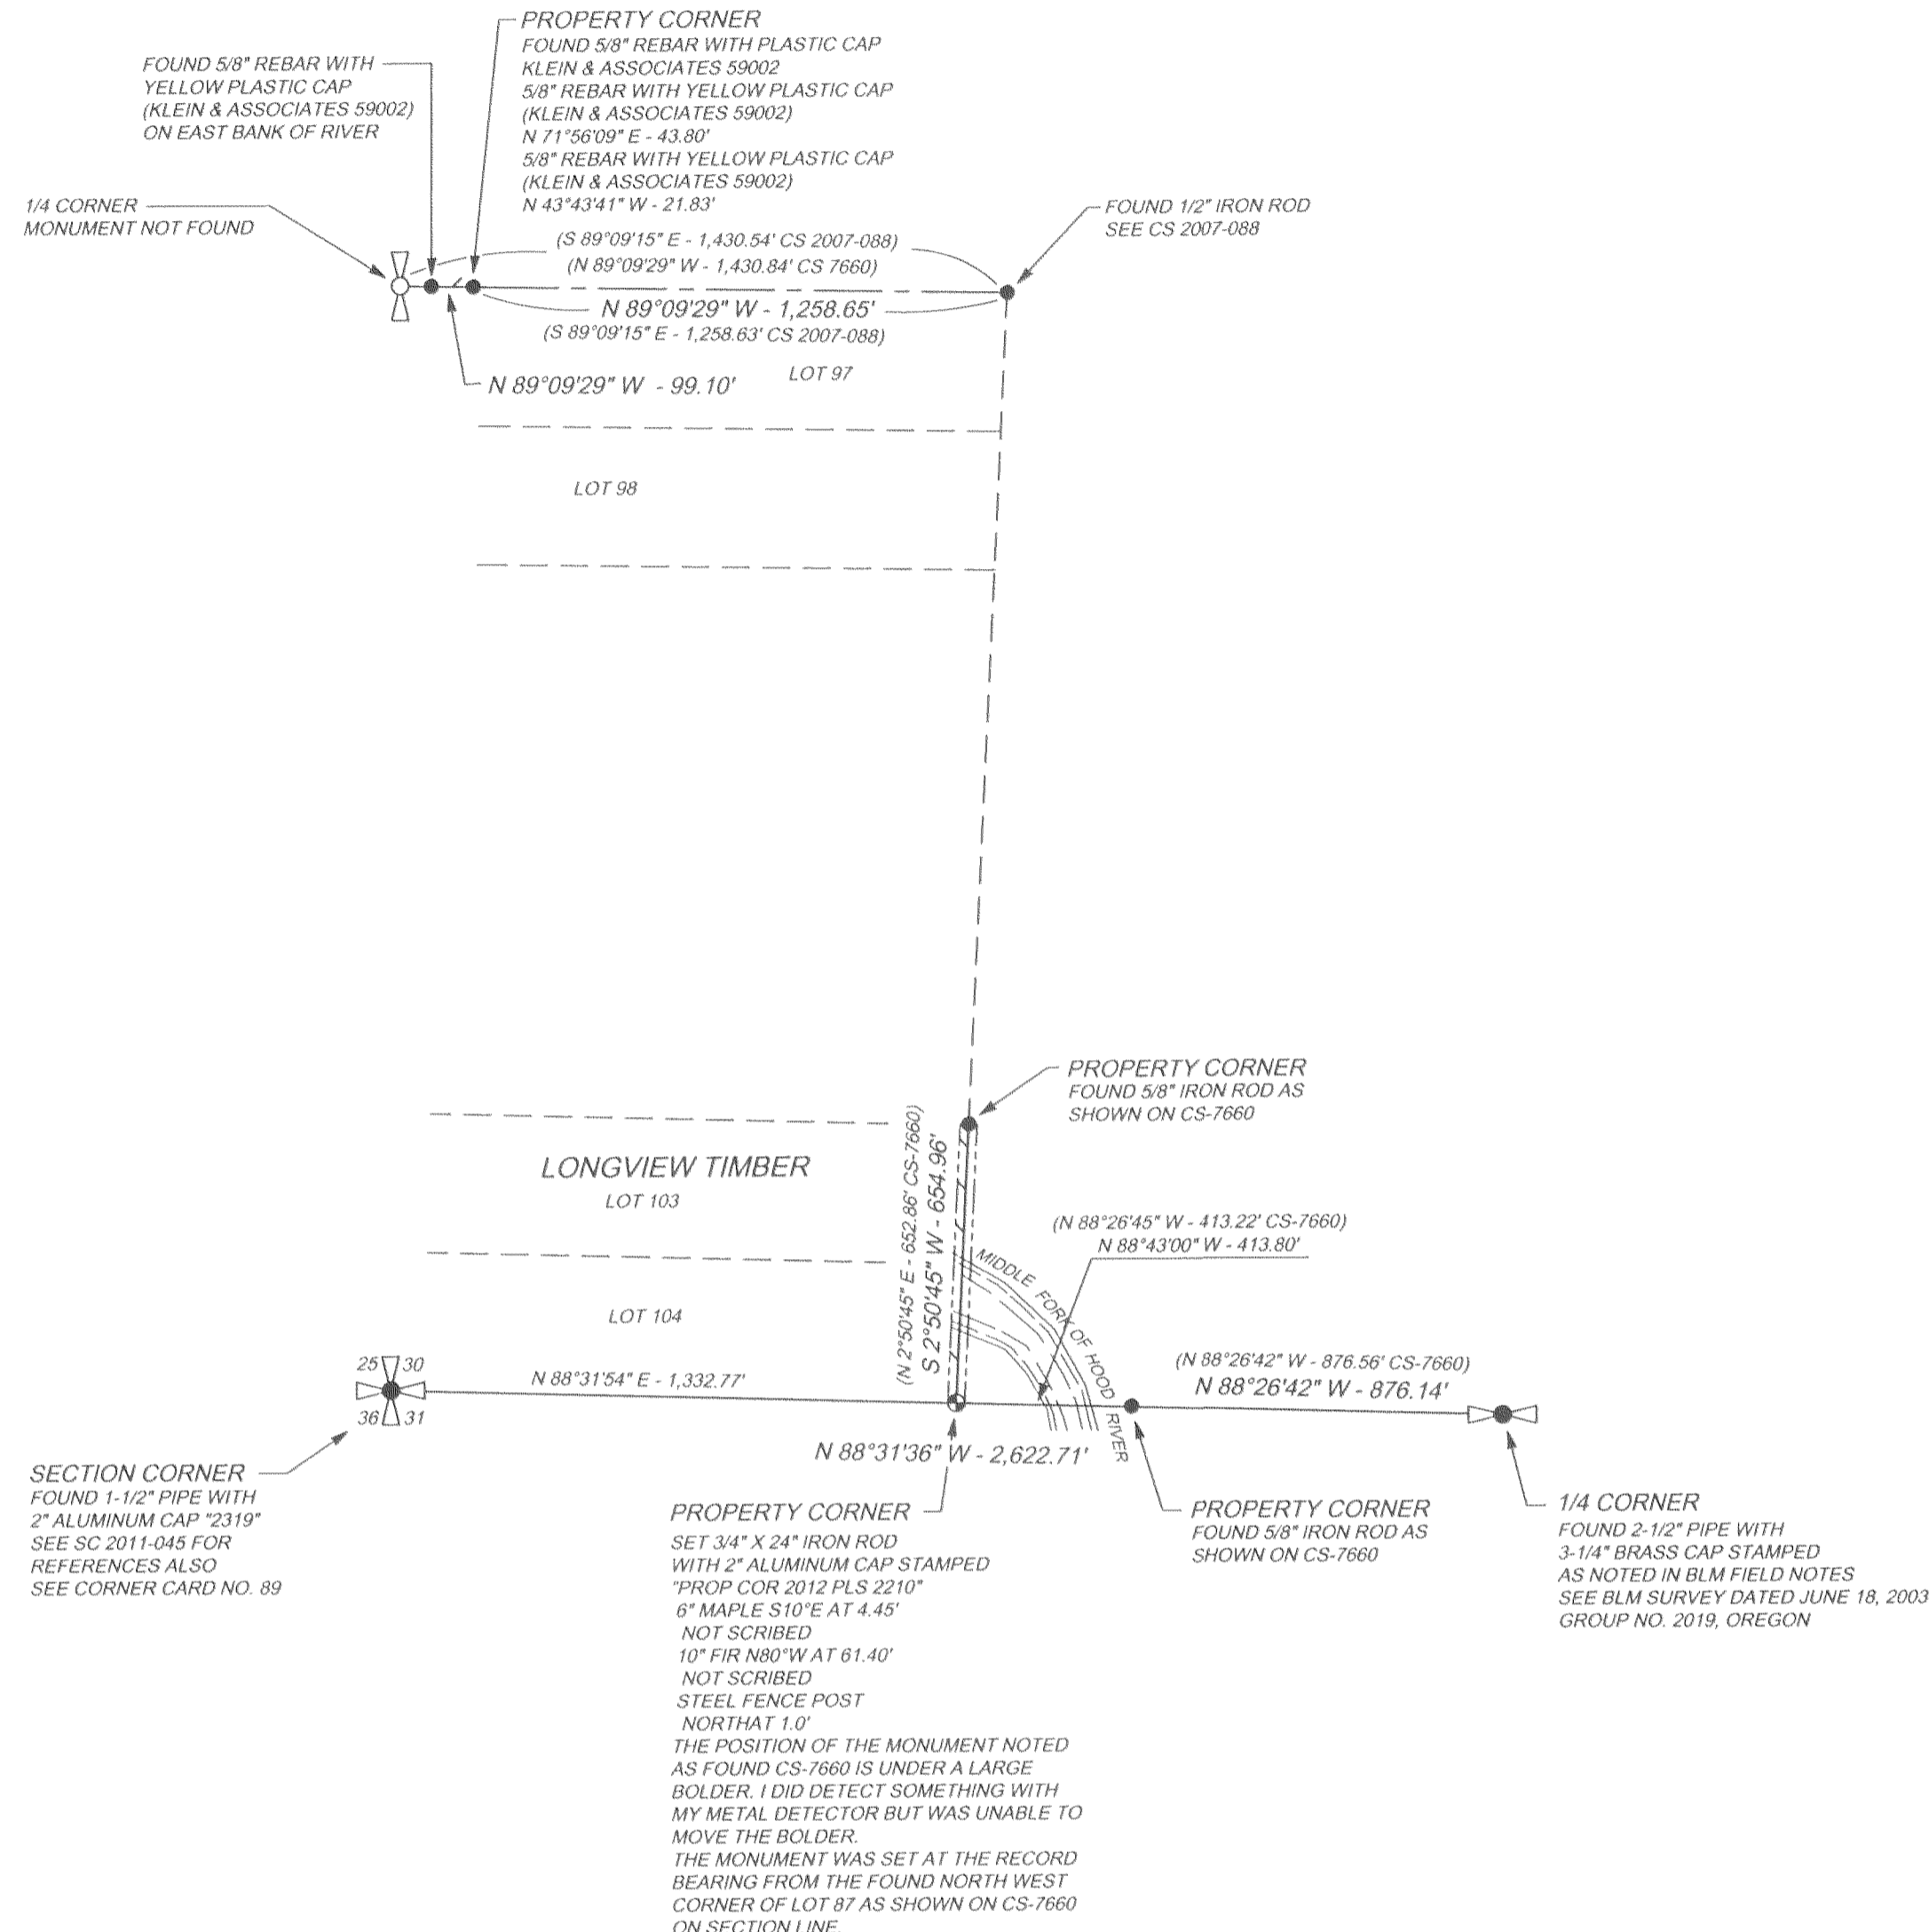 PROPERTY CORNER
FOUND 5/8" REBAR WITH PLASTIC CAP
KLEIN & ASSOCIATES 59002
5/8" REBAR WITH YELLOW PLASTIC CAP
(KLEIN & ASSOCIATES 59002)
N 71°56'09" E - 43.80'
5/8" REBAR WITH YELLOW PLASTIC CAP
(KLEIN & ASSOCIATES 59002)
N 43°43'41" W - 21.83'
FOUND 5/8" REBAR WITH
YELLOW PLASTIC CAP
(KLEIN & ASSOCIATES 59002)
ON EAST BANK OF RIVER
1/4 CORNER
MONUMENT NOT FOUND
FOUND 1/2" IRON ROD
SEE CS 2007-088
(S 89°09'15" E - 1,430.54' CS 2007-088)
(N 89°09'29" W - 1,430.84' CS 7660)
N 89°09'29" W - 1,258.65'
(S 89°09'15" E - 1,258.63' CS 2007-088)
N 89°09'29" W - 99.10'
LOT 97
LOT 98
PROPERTY CORNER
FOUND 5/8" IRON ROD AS
SHOWN ON CS-7660
LONGVIEW TIMBER
LOT 103
(N 2°50'45" E - 652.86' CS-7660)
S 2°50'45" W - 654.96'
(N 88°26'45" W - 413.22' CS-7660)
N 88°43'00" W - 413.80'
MIDDLE FORK OF HOOD RIVER
LOT 104
25 30
36 31
N 88°31'54" E - 1,332.77'
(N 88°26'42" W - 876.56' CS-7660)
N 88°26'42" W - 876.14'
N 88°31'36" W - 2,622.71'
SECTION CORNER
FOUND 1-1/2" PIPE WITH
2" ALUMINUM CAP "2319"
SEE SC 2011-045 FOR
REFERENCES ALSO
SEE CORNER CARD NO. 89
PROPERTY CORNER
SET 3/4" X 24" IRON ROD
WITH 2" ALUMINUM CAP STAMPED
"PROP COR 2012 PLS 2210"
6" MAPLE S10°E AT 4.45'
NOT SCRIBED
10" FIR N80°W AT 61.40'
NOT SCRIBED
STEEL FENCE POST
NORTHAT 1.0'
THE POSITION OF THE MONUMENT NOTED
AS FOUND CS-7660 IS UNDER A LARGE
BOLDER. I DID DETECT SOMETHING WITH
MY METAL DETECTOR BUT WAS UNABLE TO
MOVE THE BOLDER.
THE MONUMENT WAS SET AT THE RECORD
BEARING FROM THE FOUND NORTH WEST
CORNER OF LOT 87 AS SHOWN ON CS-7660
ON SECTION LINE.
PROPERTY CORNER
FOUND 5/8" IRON ROD AS
SHOWN ON CS-7660
1/4 CORNER
FOUND 2-1/2" PIPE WITH
3-1/4" BRASS CAP STAMPED
AS NOTED IN BLM FIELD NOTES
SEE BLM SURVEY DATED JUNE 18, 2003
GROUP NO. 2019, OREGON